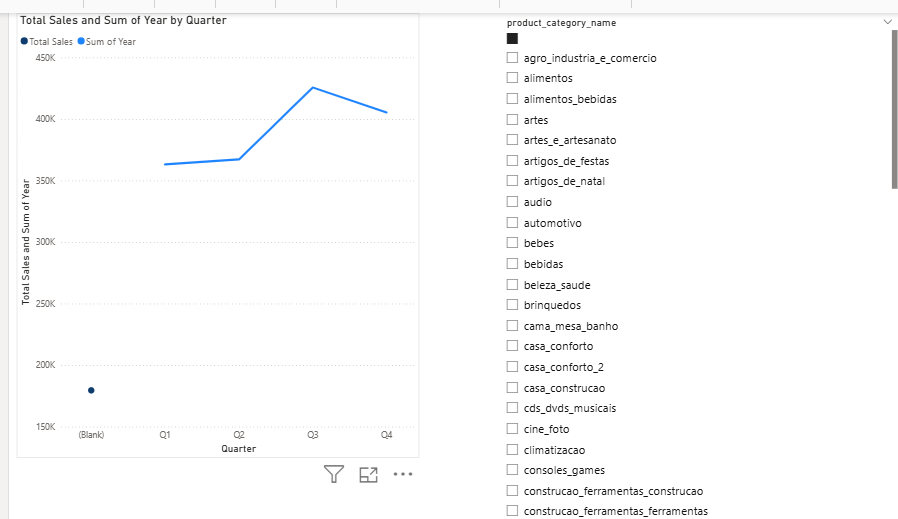 Total Sales and Sum of Year by Quarter
Total Sales Sum of Year
450K
400K
350K
300K
250K
200K
150K
Total Sales and Sum of Year
(Blank) Q1 Q2 Q3 Q4
Quarter
product_category_name
agro_industria_e_comercio
alimentos
alimentos_bebidas
artes
artes_e_artesanato
artigos_de_festas
artigos_de_natal
audio
automotivo
bebes
bebidas
beleza_saude
brinquedos
cama_mesa_banho
casa_conforto
casa_conforto_2
casa_construcao
cds_dvds_musicais
cine_foto
climatizacao
consoles_games
construcao_ferramentas_construcao
construcao_ferramentas_ferramentas